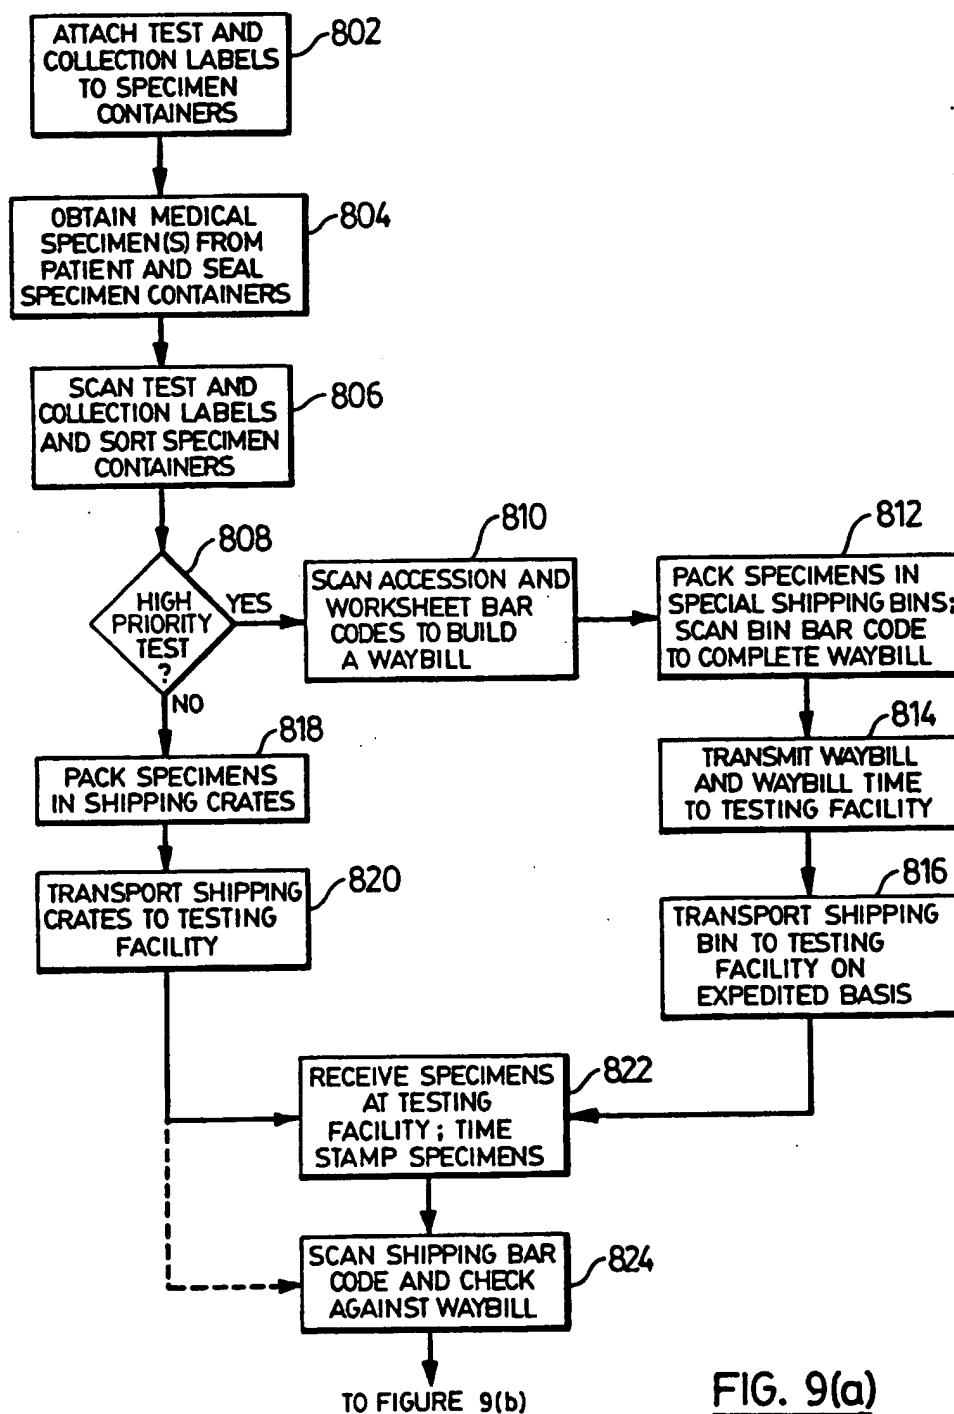 ATTACH TEST AND
COLLECTION LABELS
TO SPECIMEN
CONTAINERS
802
OBTAIN MEDICAL
SPECIMEN(S) FROM
PATIENT AND SEAL
SPECIMEN CONTAINERS
804
SCAN TEST AND
COLLECTION LABELS
AND SORT SPECIMEN
CONTAINERS
806
HIGH
PRIORITY
TEST
?
808
YES
NO
SCAN ACCESSION AND
WORKSHEET BAR
CODES TO BUILD
A WAYBILL
810
PACK SPECIMENS IN
SPECIAL SHIPPING BINS;
SCAN BIN BAR CODE
TO COMPLETE WAYBILL
812
TRANSMIT WAYBILL
AND WAYBILL TIME
TO TESTING FACILITY
814
TRANSPORT SHIPPING
BIN TO TESTING
FACILITY ON
EXPEDITED BASIS
816
PACK SPECIMENS
IN SHIPPING CRATES
818
TRANSPORT SHIPPING
CRATES TO TESTING
FACILITY
820
RECEIVE SPECIMENS
AT TESTING
FACILITY; TIME
STAMP SPECIMENS
822
SCAN SHIPPING BAR
CODE AND CHECK
AGAINST WAYBILL
824
TO FIGURE 9(b)
FIG. 9(a)